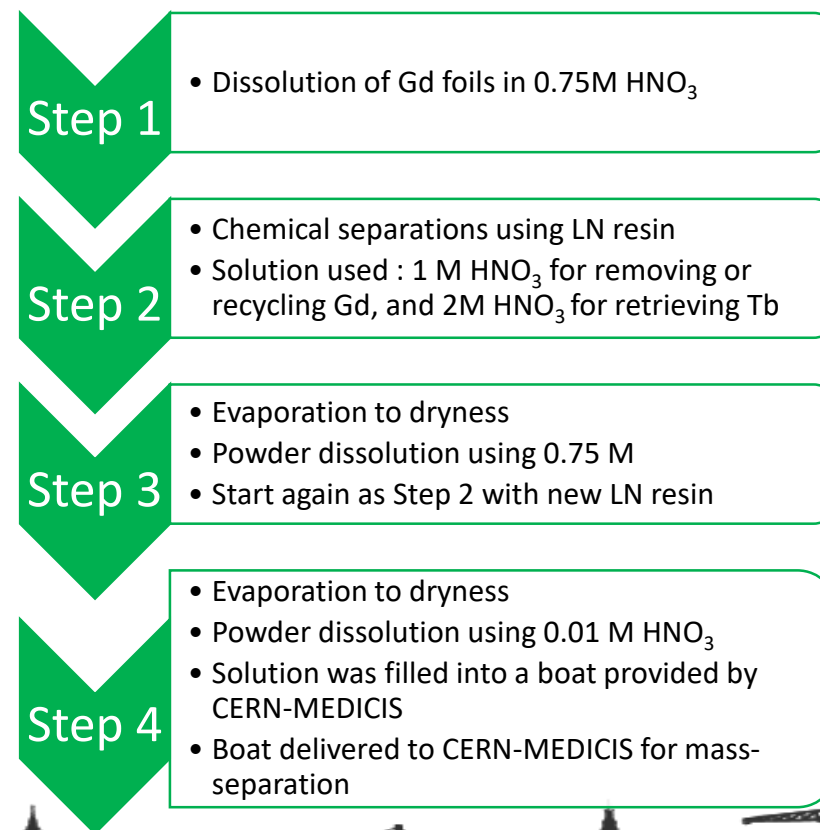 Step 1
• Dissolution of Gd foils in 0.75M HNO₃
Step 2
• Chemical separations using LN resin
• Solution used : 1 M HNO₃ for removing or
recycling Gd, and 2M HNO₃ for retrieving Tb
Step 3
• Evaporation to dryness
• Powder dissolution using 0.75 M
• Start again as Step 2 with new LN resin
Step 4
• Evaporation to dryness
• Powder dissolution using 0.01 M HNO₃
• Solution was filled into a boat provided by
CERN-MEDICIS
• Boat delivered to CERN-MEDICIS for mass-
separation